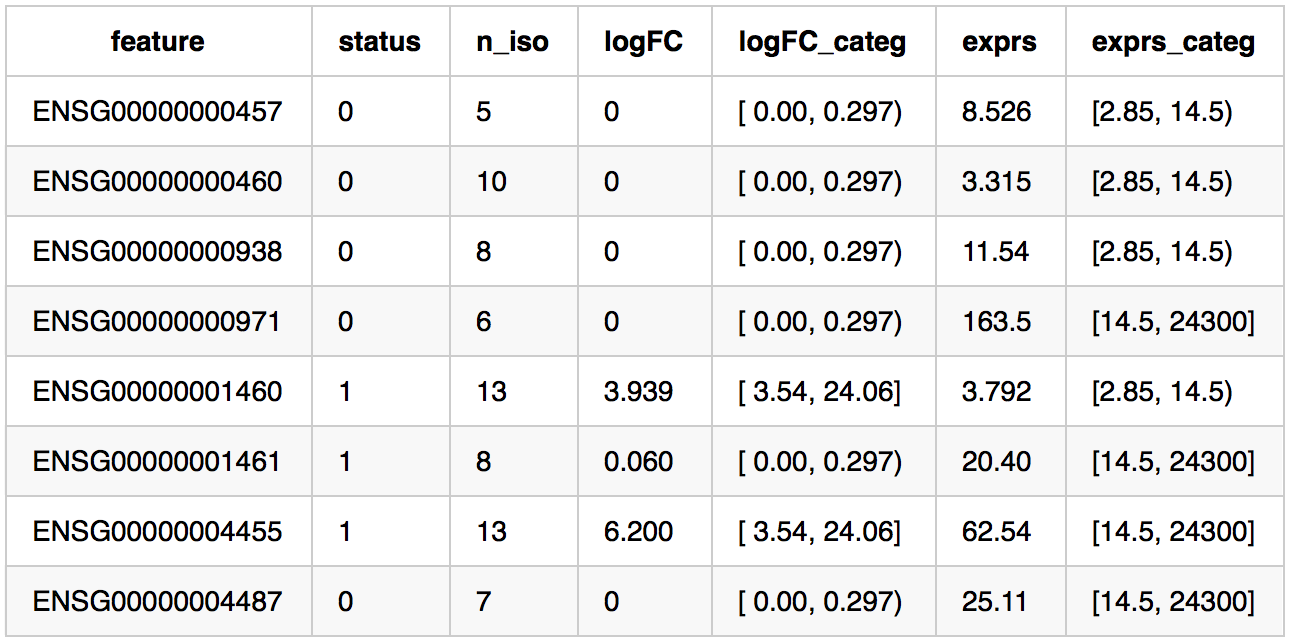 feature status n_iso logFC logFC_categ exprs exprs_categ
ENSG00000000457 0 5 0 [ 0.00, 0.297) 8.526 [2.85, 14.5)
ENSG00000000460 0 10 0 [ 0.00, 0.297) 3.315 [2.85, 14.5)
ENSG00000000938 0 8 0 [ 0.00, 0.297) 11.54 [2.85, 14.5)
ENSG00000000971 0 6 0 [ 0.00, 0.297) 163.5 [14.5, 24300]
ENSG00000001460 1 13 3.939 [ 3.54, 24.06] 3.792 [2.85, 14.5)
ENSG00000001461 1 8 0.060 [ 0.00, 0.297) 20.40 [14.5, 24300]
ENSG00000004455 1 13 6.200 [ 3.54, 24.06] 62.54 [14.5, 24300]
ENSG00000004487 0 7 0 [ 0.00, 0.297) 25.11 [14.5, 24300]